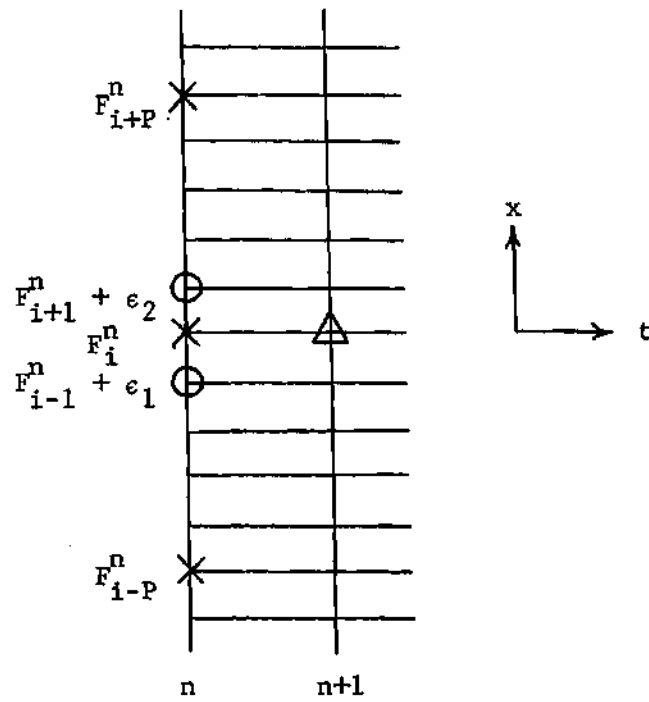 F^n_{i+P}
x
F^n_{i+1} + ϵ_2
F^n_i
t
F^n_{i-1} + ϵ_1
F^n_{i-P}
n n+1